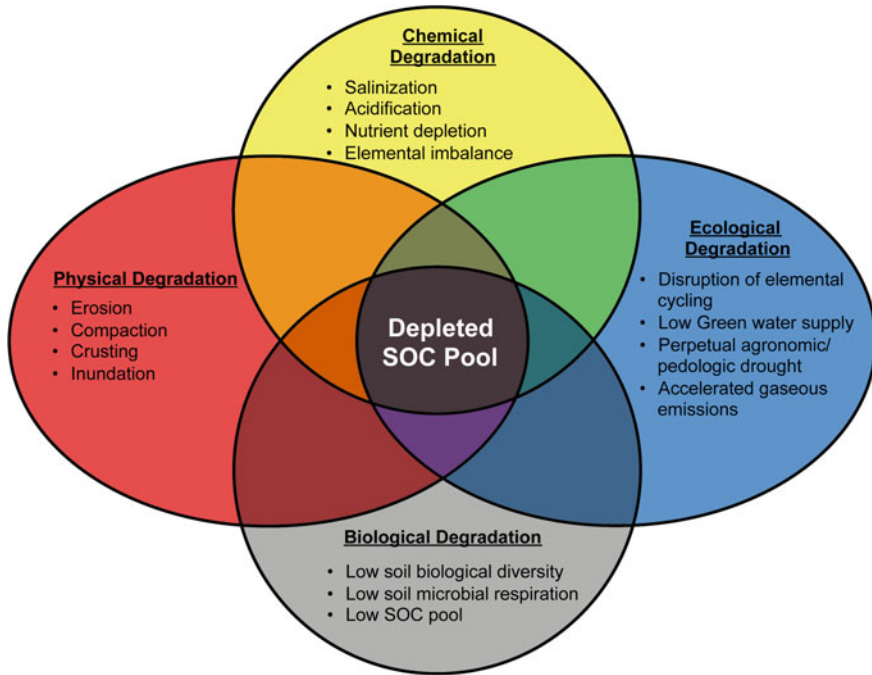 Chemical
Degradation
• Salinization
• Acidification
• Nutrient depletion
• Elemental imbalance
Physical Degradation
• Erosion
• Compaction
• Crusting
• Inundation
Depleted
SOC Pool
Ecological
Degradation
• Disruption of elemental
cycling
• Low Green water supply
• Perpetual agronomic/
pedologic drought
• Accelerated gaseous
emissions
Biological Degradation
• Low soil biological diversity
• Low soil microbial respiration
• Low SOC pool